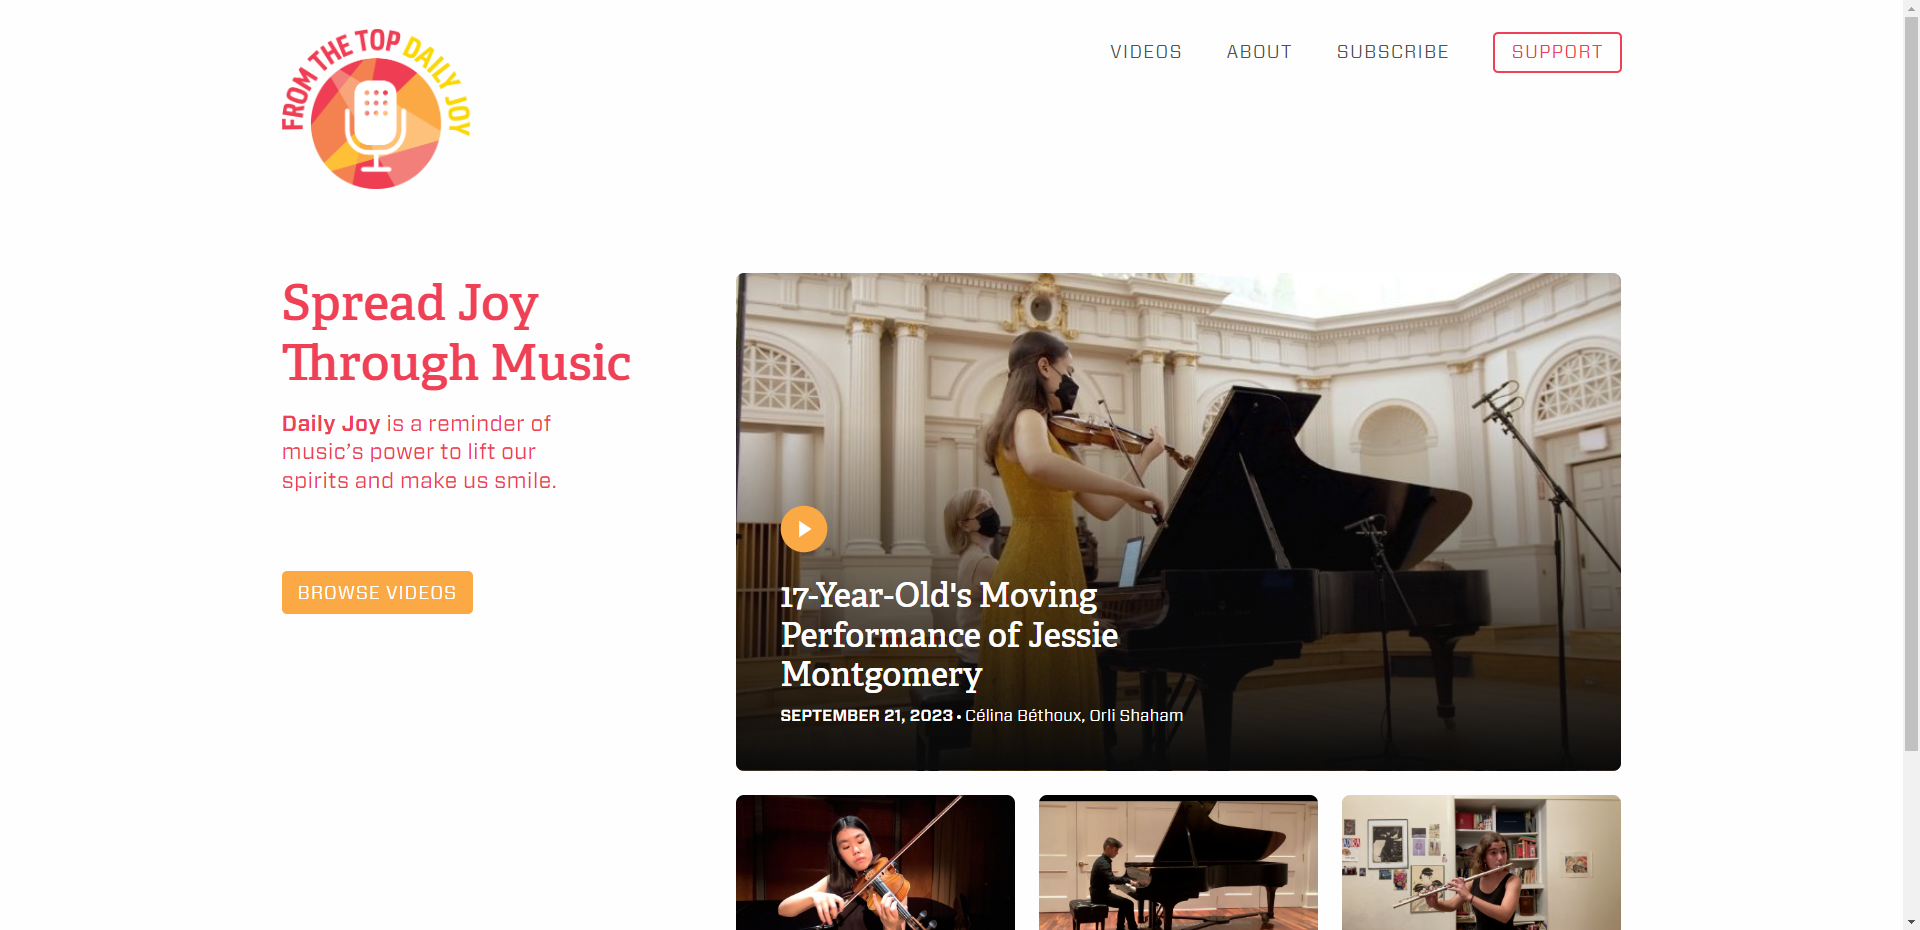 FROM THE TOP DAILY JOY
VIDEOS
ABOUT
SUBSCRIBE
SUPPORT
Spread Joy
Through Music
Daily Joy is a reminder of
music’s power to lift our
spirits and make us smile.
BROWSE VIDEOS
17-Year-Old's Moving
Performance of Jessie
Montgomery
SEPTEMBER 21, 2023 • Célina Béthoux, Orli Shaham